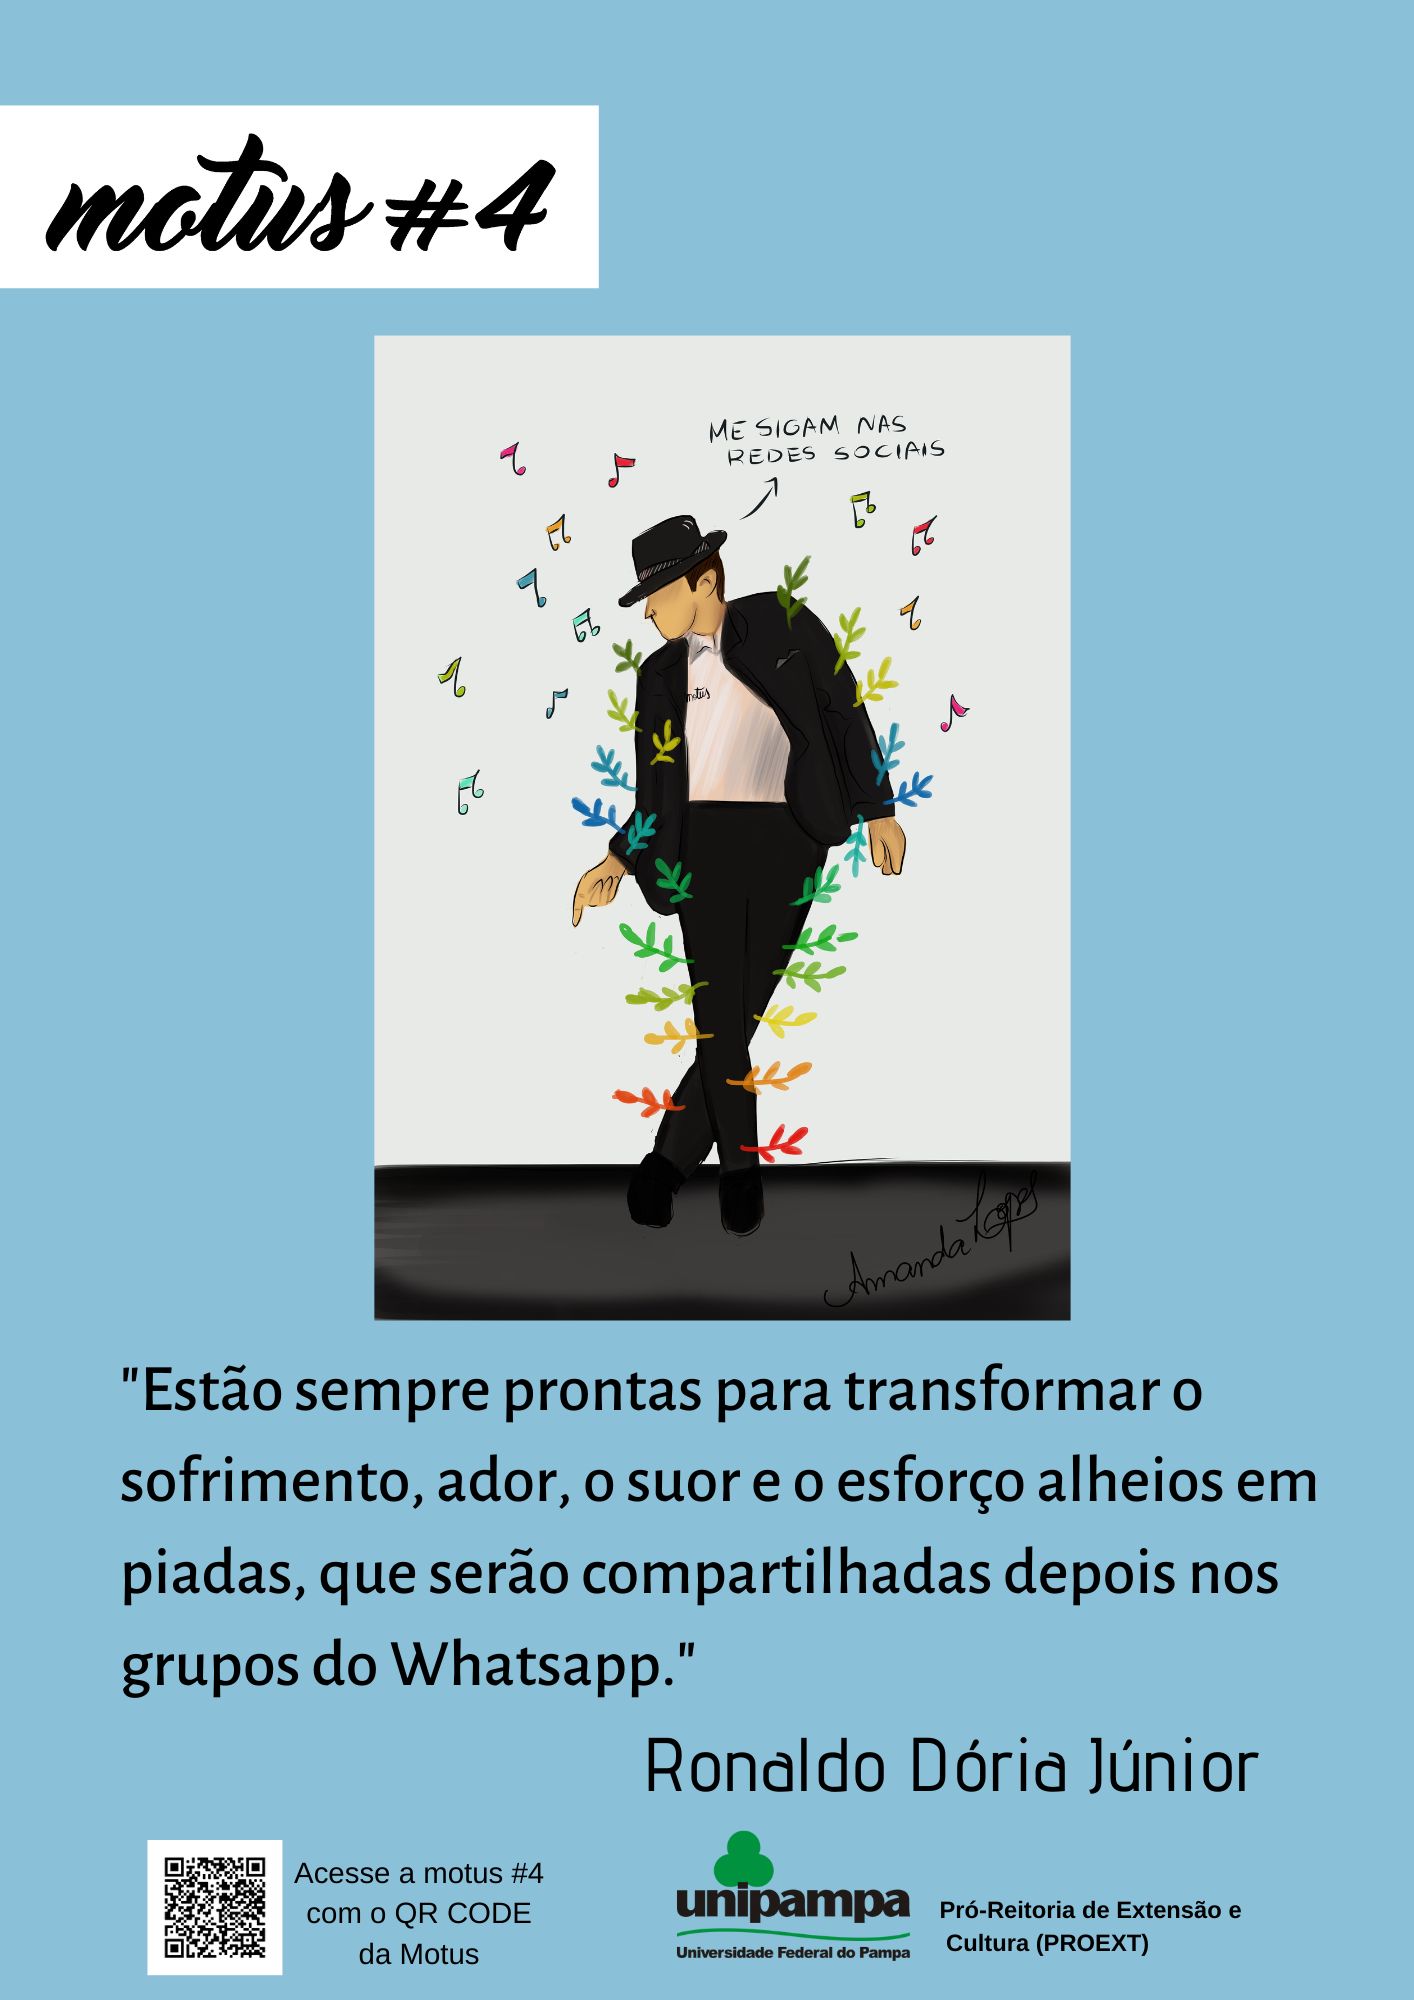 motus #4
ME SIGAM NAS
REDES SOCIAIS
motus
Amanda Lopes
"Estão sempre prontas para transformar o
sofrimento, ador, o suor e o esforço alheios em
piadas, que serão compartilhadas depois nos
grupos do Whatsapp."
Ronaldo Dória Júnior
Acesse a motus #4
com o QR CODE
da Motus
unipampa
Universidade Federal do Pampa
Pró-Reitoria de Extensão e
Cultura (PROEXT)